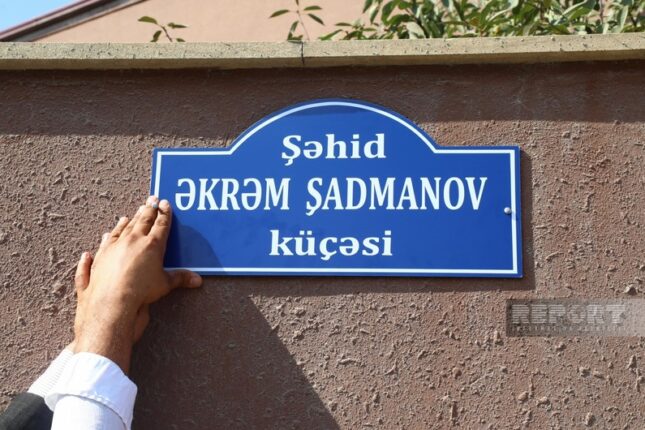 Şəhid
ƏKRƏM ŞADMANOV
küçəsi
REPORT